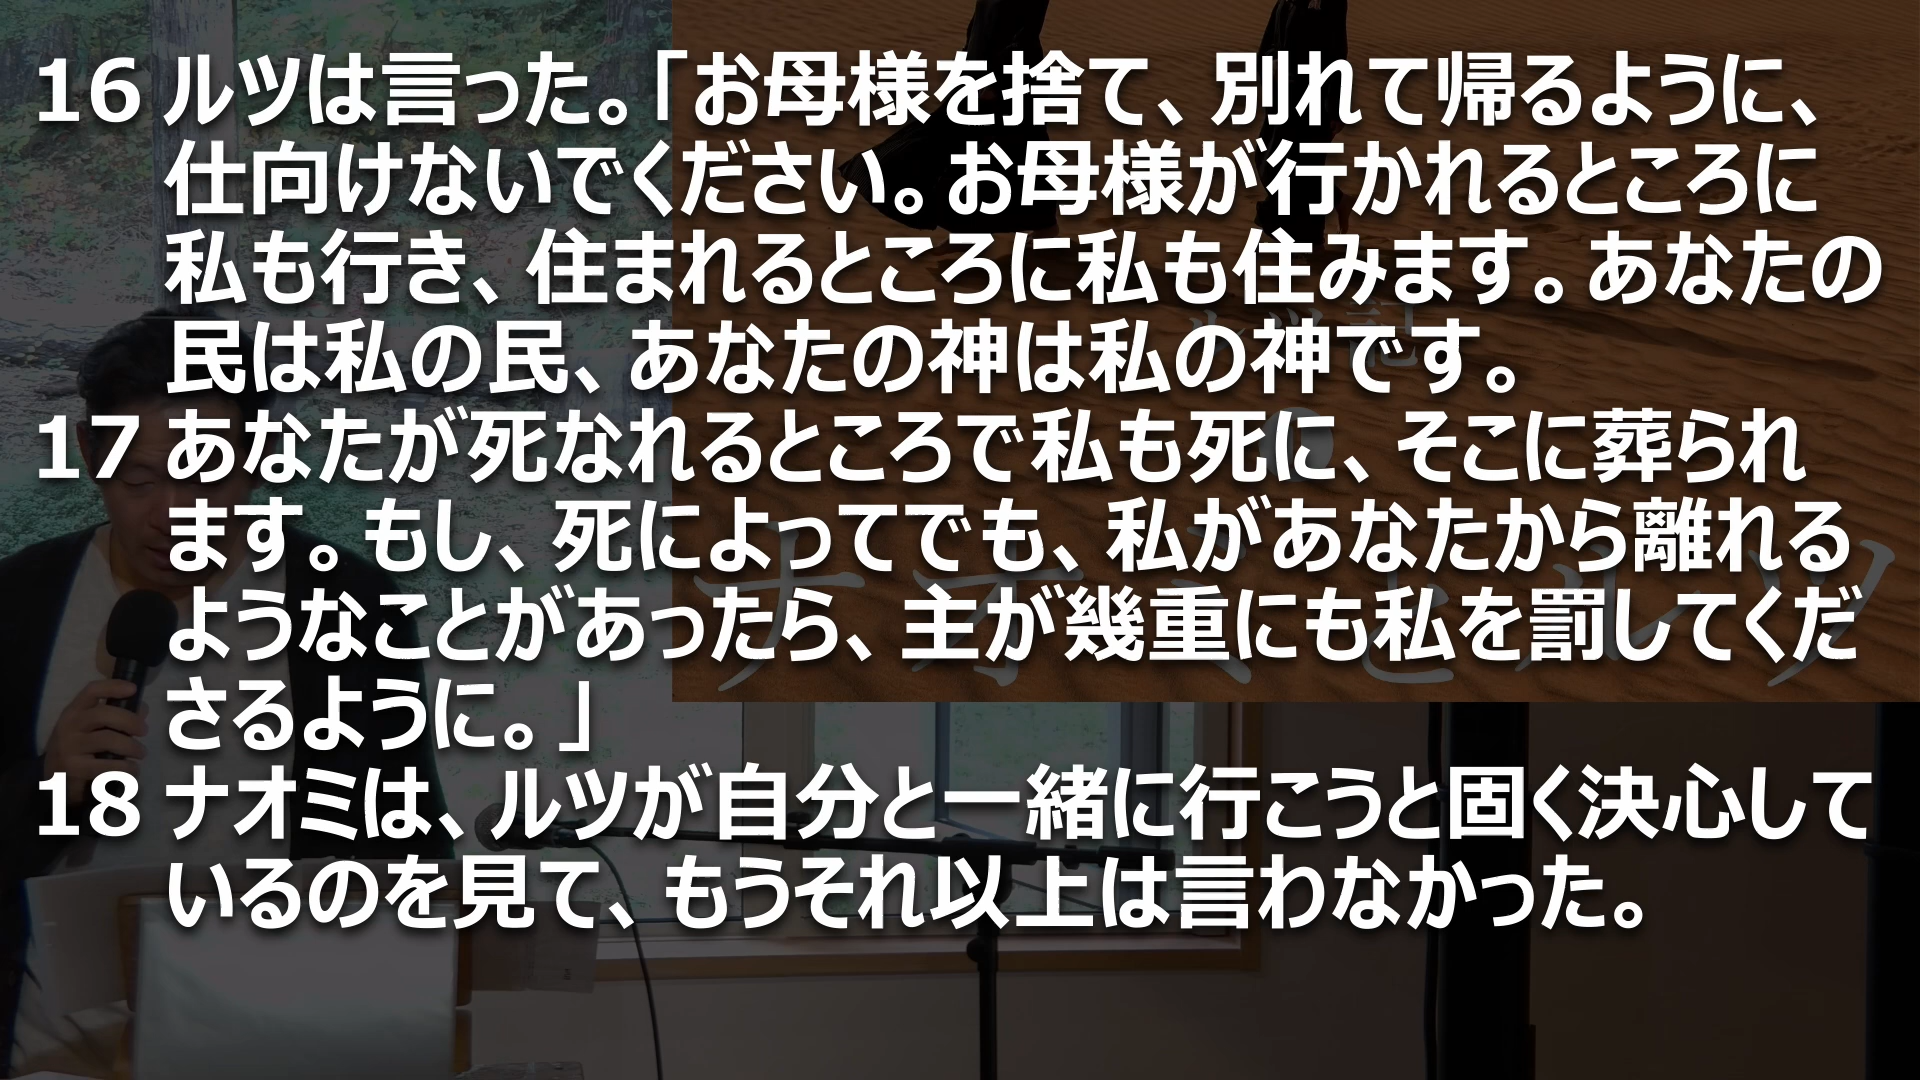 16 ルツは言った。「お母様を捨て、別れて帰るように、
仕向けないでください。お母様が行かれるところに
私も行き、住まれるところに私も住みます。あなたの
民は私の民、あなたの神は私の神です。
17 あなたが死なれるところで私も死に、そこに葬られ
ます。もし、死によってでも、私があなたから離れる
ようなことがあったら、主が幾重にも私を罰してくだ
さるように。」
18 ナオミは、ルツが自分と一緒に行こうと固く決心して
いるのを見て、もうそれ以上は言わなかった。
ルツ記
ナオミとルツ